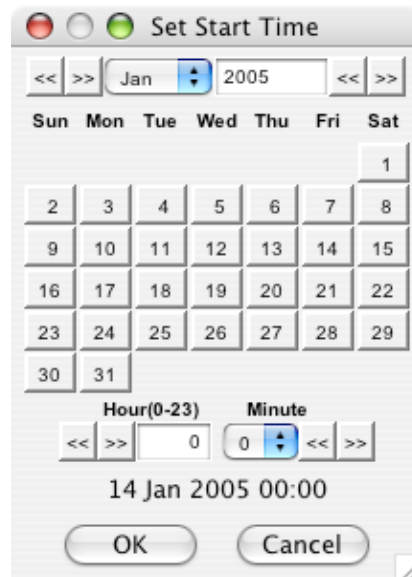 Set Start Time
<< >> Jan 2005 << >>
Sun Mon Tue Wed Thu Fri Sat
1
2 3 4 5 6 7 8
9 10 11 12 13 14 15
16 17 18 19 20 21 22
23 24 25 26 27 28 29
30 31
Hour(0-23) Minute
<< >> 0 0 << >>
14 Jan 2005 00:00
OK Cancel